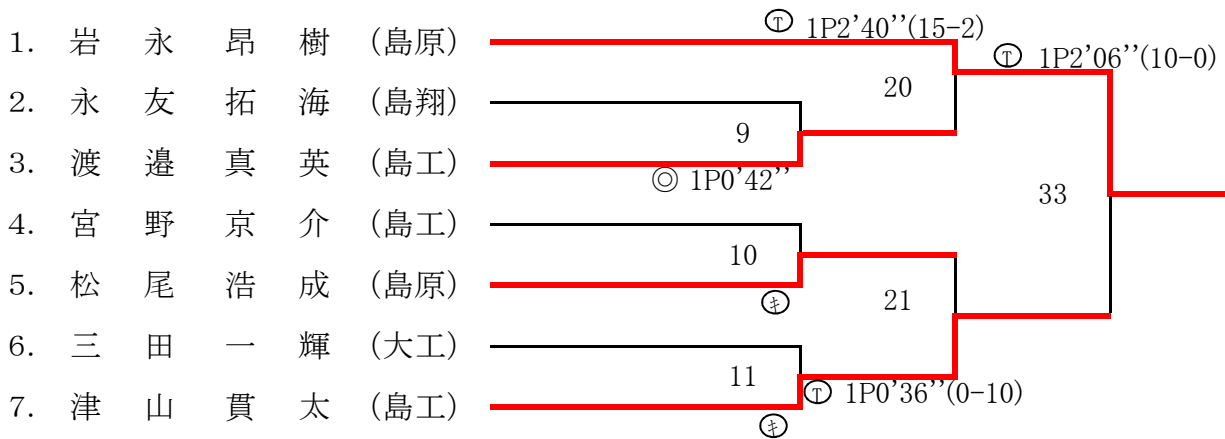 Ⓣ 1P2'40''(15-2)
1. 岩 永 昂 樹 (島原)
Ⓣ 1P2'06''(10-0)
20
2. 永 友 拓 海 (島翔)
9
3. 渡 邉 真 英 (島工)
◎ 1P0'42''
33
4. 宮 野 京 介 (島工)
10
5. 松 尾 浩 成 (島原)
㋖
21
6. 三 田 一 輝 (大工)
11
Ⓣ 1P0'36''(0-10)
7. 津 山 貫 太 (島工)
㋖